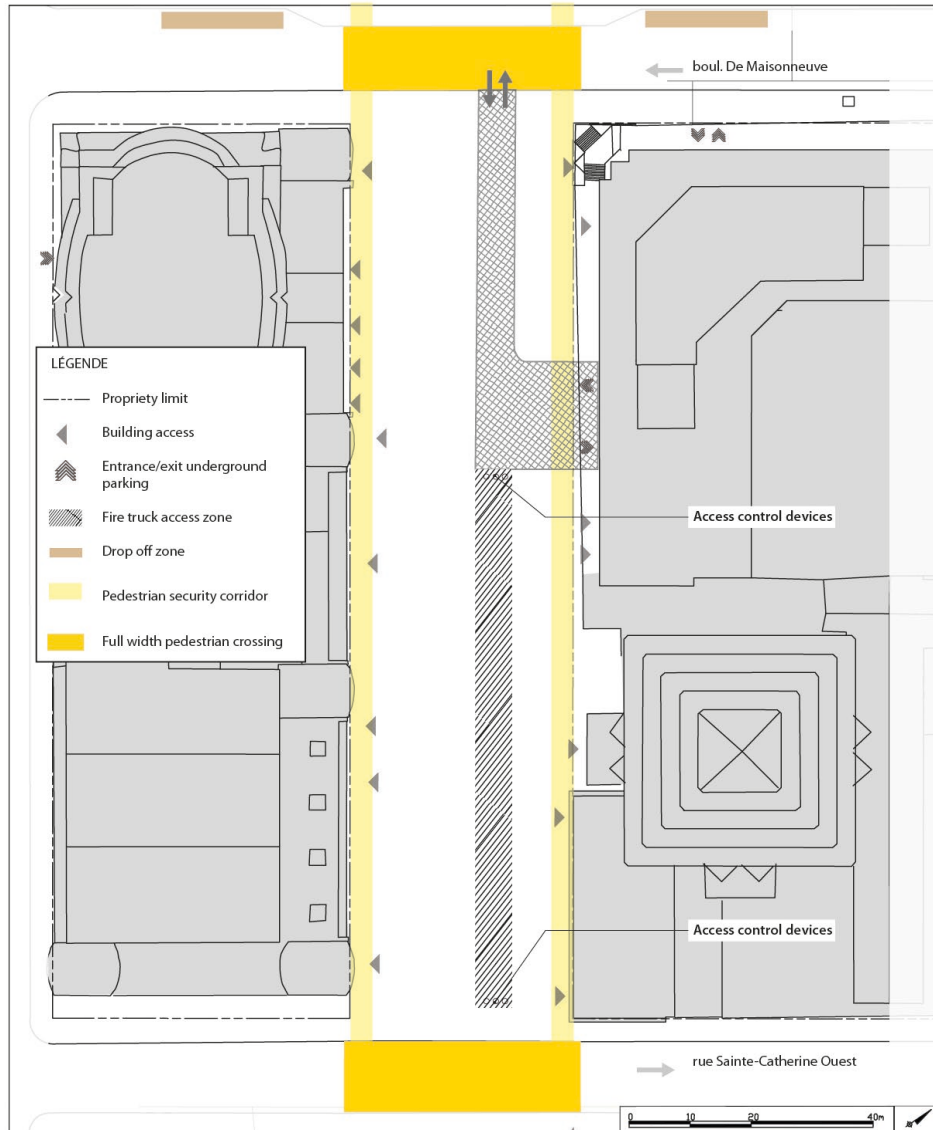 boul. De Maisonneuve
LÉGENDE
Propriety limit
Building access
Entrance/exit underground
parking
Fire truck access zone
Drop off zone
Pedestrian security corridor
Full width pedestrian crossing
Access control devices
Access control devices
rue Sainte-Catherine Ouest
0 10 20 40m